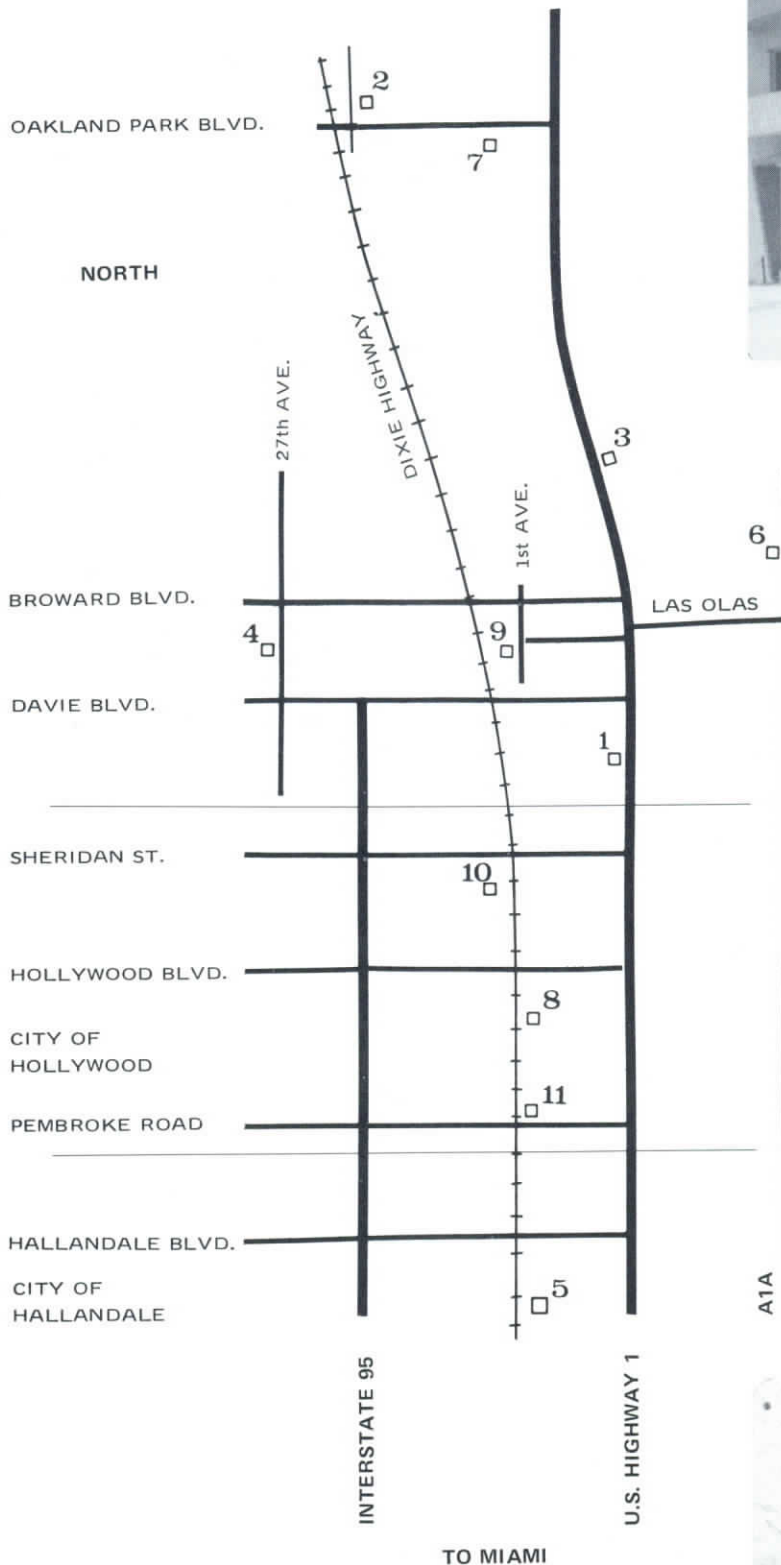 2
OAKLAND PARK BLVD.
7
NORTH
DIXIE HIGHWAY
27th AVE.
3
1st AVE.
6
BROWARD BLVD.
LAS OLAS
4
9
DAVIE BLVD.
1
SHERIDAN ST.
10
HOLLYWOOD BLVD.
8
CITY OF
HOLLYWOOD
11
PEMBROKE ROAD
HALLANDALE BLVD.
CITY OF
HALLANDALE
5
A1A
INTERSTATE 95
U.S. HIGHWAY 1
TO MIAMI